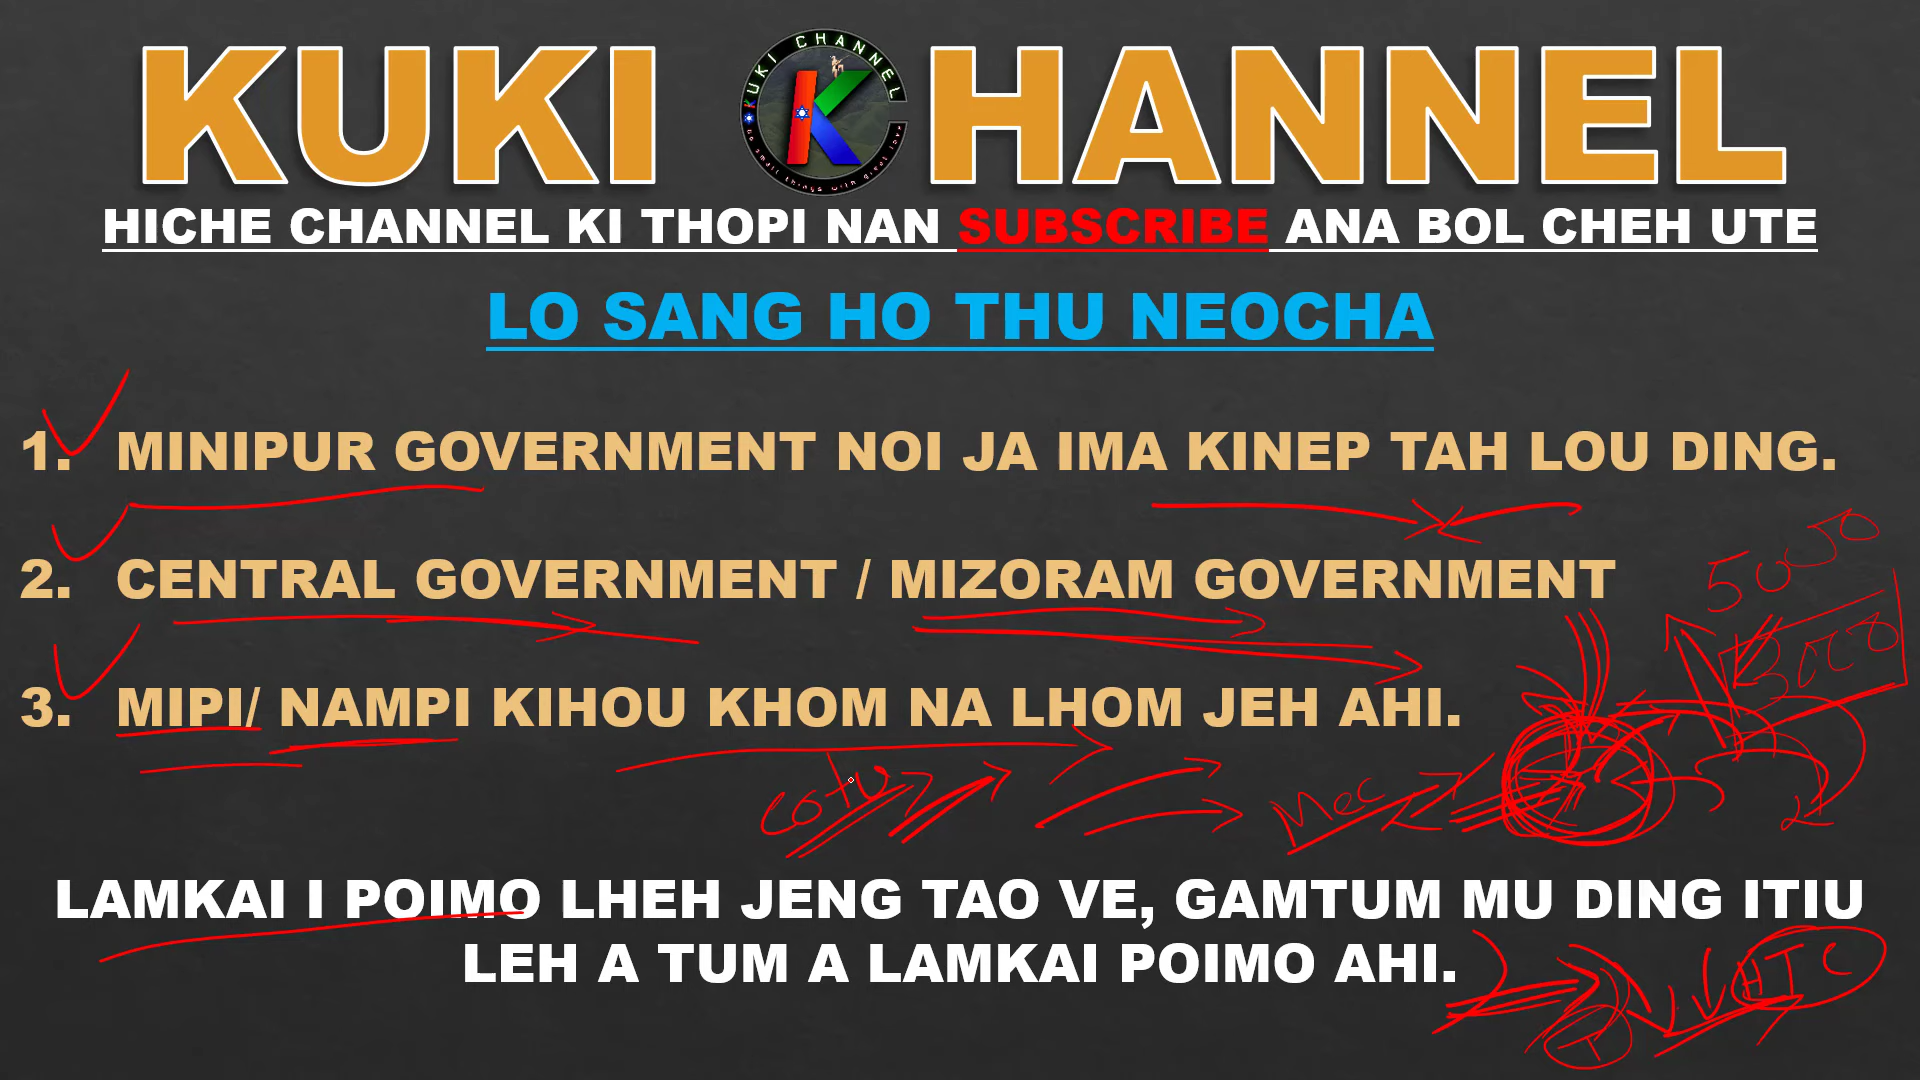 KUKI CHANNEL
HICHE CHANNEL KI THOPI NAN SUBSCRIBE ANA BOL CHEH UTE
LO SANG HO THU NEOCHA
1. MINIPUR GOVERNMENT NOI JA IMA KINEP TAH LOU DING.
2. CENTRAL GOVERNMENT / MIZORAM GOVERNMENT
5000
3000
3. MIPI/ NAMPI KIHOU KHOM NA LHOM JEH AHI.
LAMKAI I POIMO LHEH JENG TAO VE, GAMTUM MU DING ITIU
LEH A TUM A LAMKAI POIMO AHI.